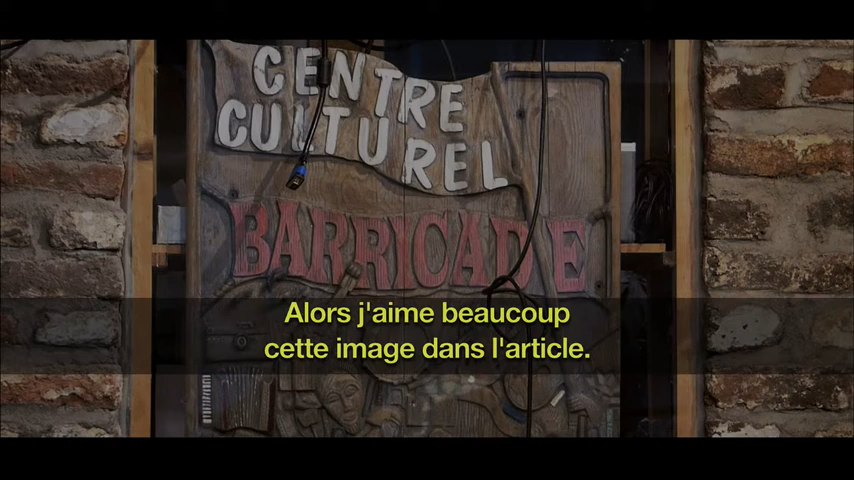 CENTRE
CULTUREL
BARRICADE
Alors j'aime beaucoup
cette image dans l'article.